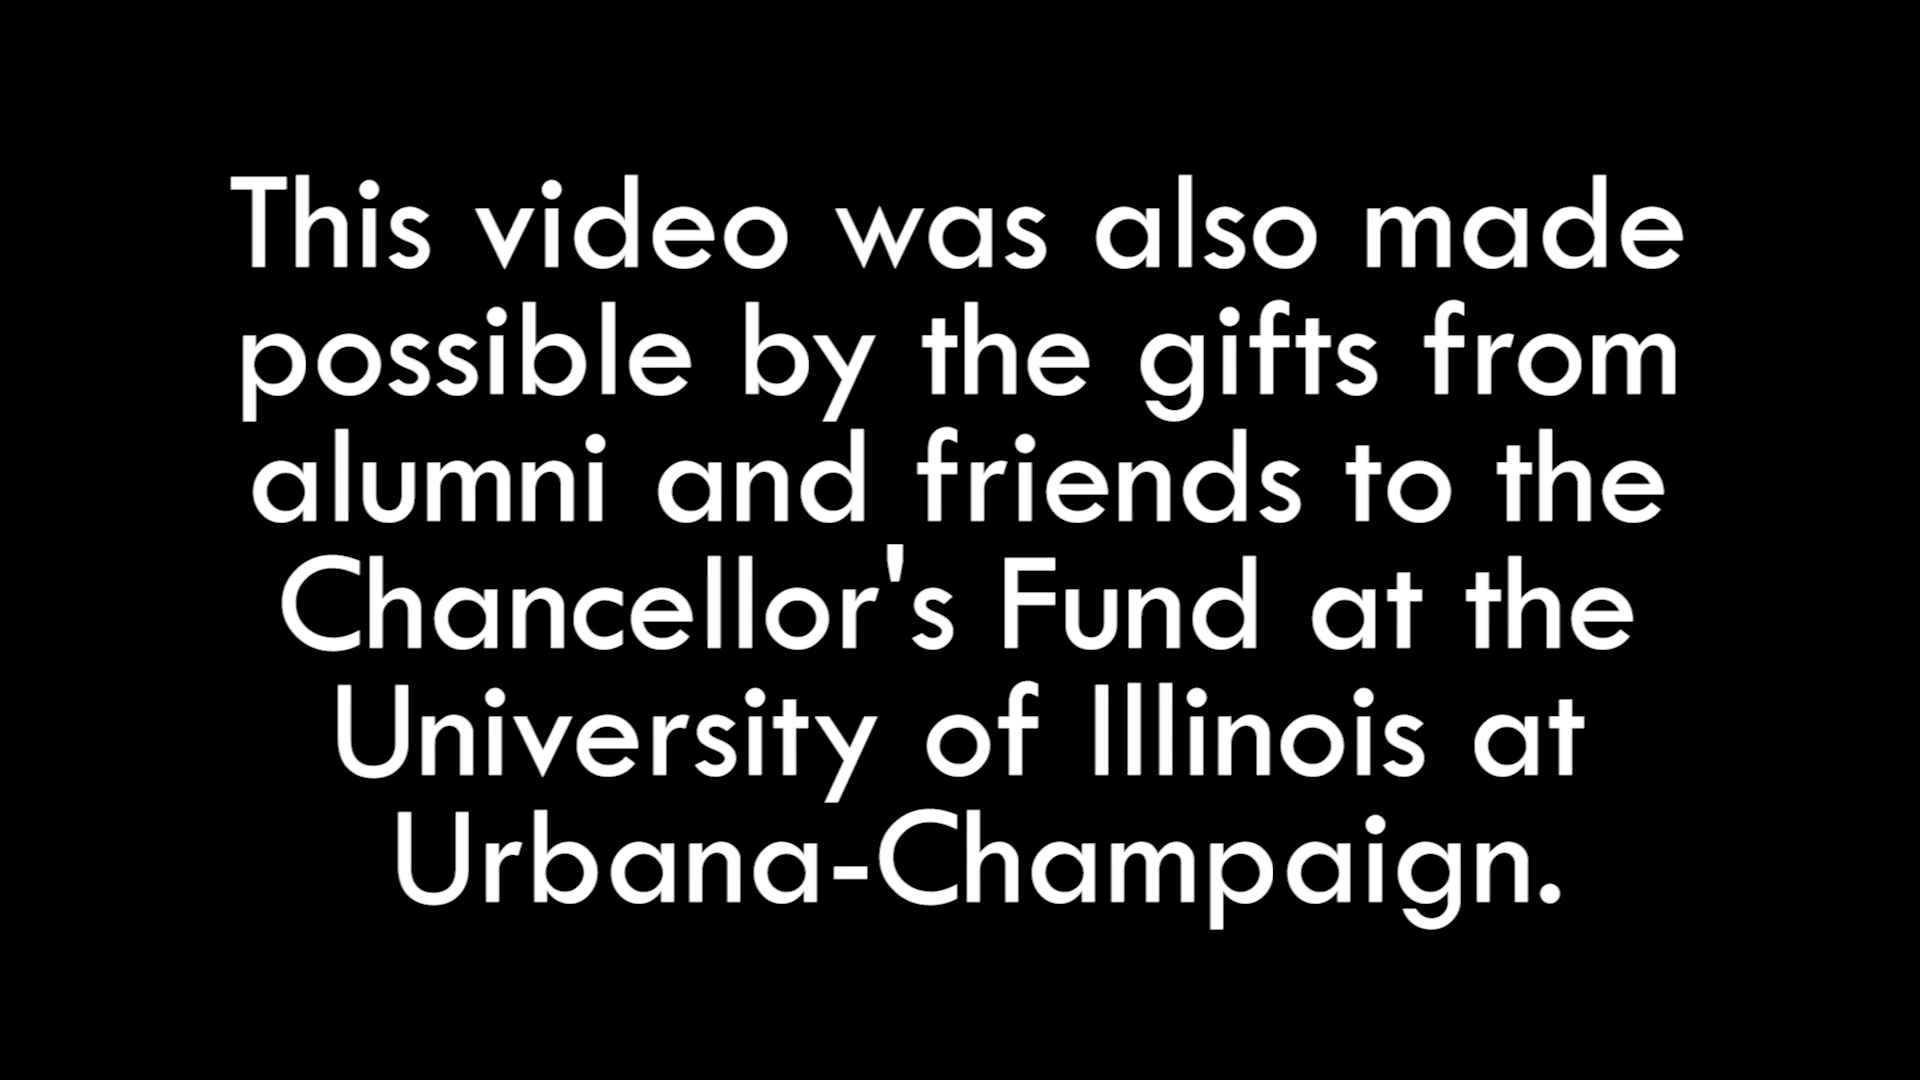 This video was also made
possible by the gifts from
alumni and friends to the
Chancellor's Fund at the
University of Illinois at
Urbana-Champaign.